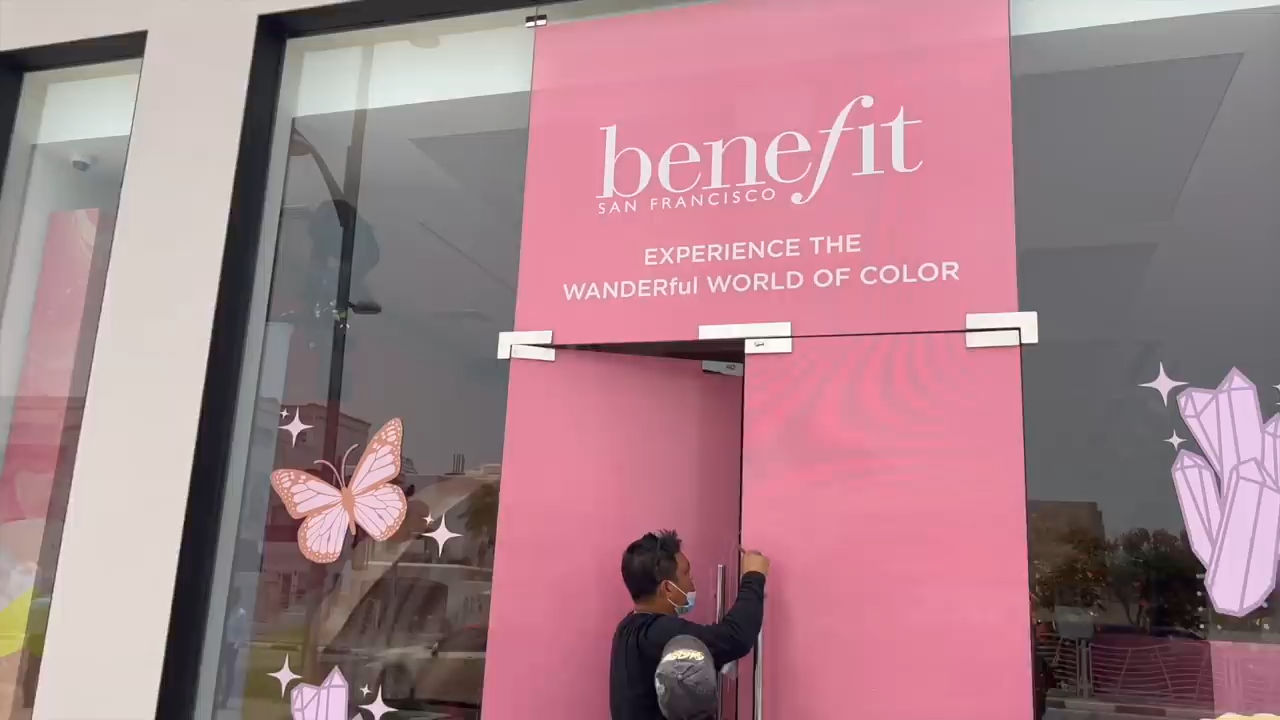 benefit
SAN FRANCISCO
EXPERIENCE THE
WANDERful WORLD OF COLOR